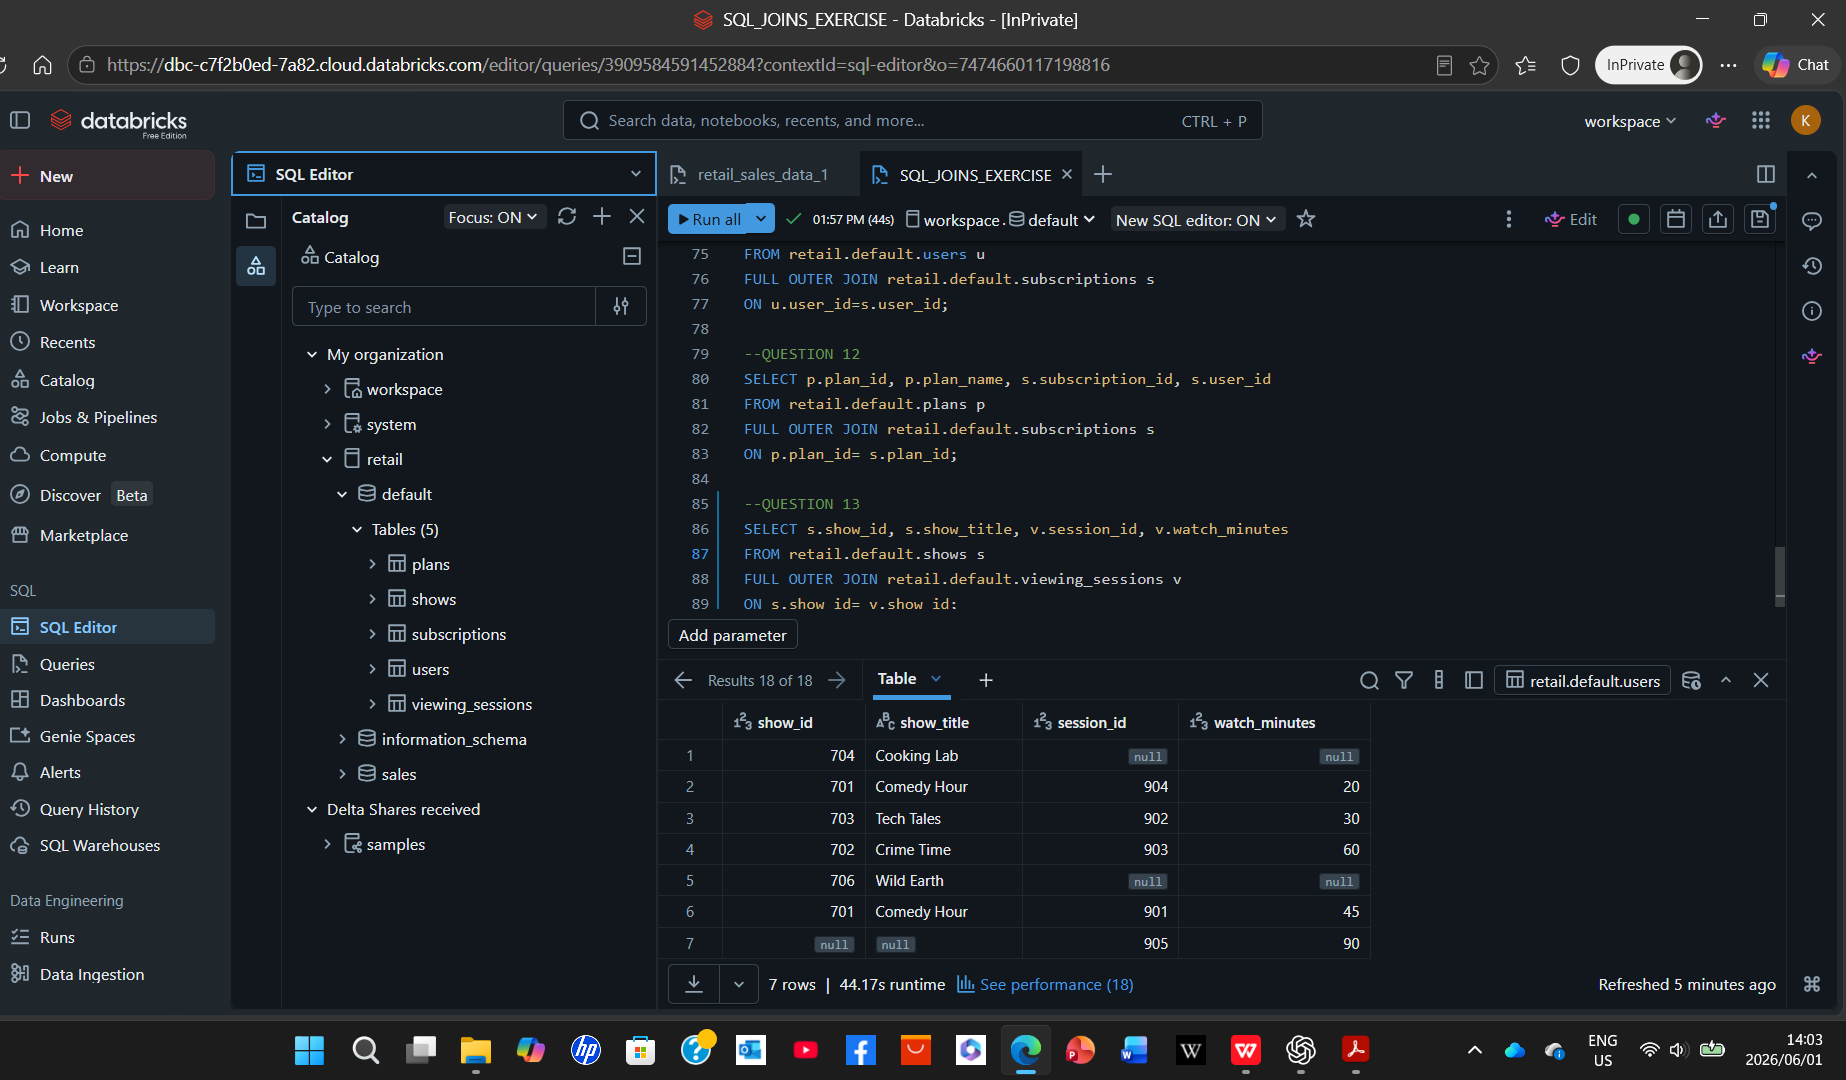 SQL_JOINS_EXERCISE - Databricks - [InPrivate]
https://dbc-c7f2b0ed-7a82.cloud.databricks.com/editor/queries/3909584591452884?contextId=sql-editor&o=7474660117198816
InPrivate
Chat
databricks
Free Edition
Search data, notebooks, recents, and more...
CTRL + P
workspace
K
New
Home
Learn
Workspace
Recents
Catalog
Jobs & Pipelines
Compute
Discover Beta
Marketplace
SQL
SQL Editor
Queries
Dashboards
Genie Spaces
Alerts
Query History
SQL Warehouses
Data Engineering
Runs
Data Ingestion
SQL Editor
Catalog
Focus: ON
Catalog
Type to search
My organization
workspace
system
retail
default
Tables (5)
plans
shows
subscriptions
users
viewing_sessions
information_schema
sales
Delta Shares received
samples
retail_sales_data_1
SQL_JOINS_EXERCISE
Run all
01:57 PM (44s)
workspace.default
New SQL editor: ON
Edit
75 FROM retail.default.users u
76 FULL OUTER JOIN retail.default.subscriptions s
77 ON u.user_id=s.user_id;
78
79 --QUESTION 12
80 SELECT p.plan_id, p.plan_name, s.subscription_id, s.user_id
81 FROM retail.default.plans p
82 FULL OUTER JOIN retail.default.subscriptions s
83 ON p.plan_id= s.plan_id;
84
85 --QUESTION 13
86 SELECT s.show_id, s.show_title, v.session_id, v.watch_minutes
87 FROM retail.default.shows s
88 FULL OUTER JOIN retail.default.viewing_sessions v
89 ON s.show_id= v.show_id;
Add parameter
Results 18 of 18
Table
retail.default.users
123 show_id ABC show_title 123 session_id 123 watch_minutes
1 704 Cooking Lab null null
2 701 Comedy Hour 904 20
3 703 Tech Tales 902 30
4 702 Crime Time 903 60
5 706 Wild Earth null null
6 701 Comedy Hour 901 45
7 null null 905 90
7 rows | 44.17s runtime
See performance (18)
Refreshed 5 minutes ago
ENG
US
14:03
2026/06/01